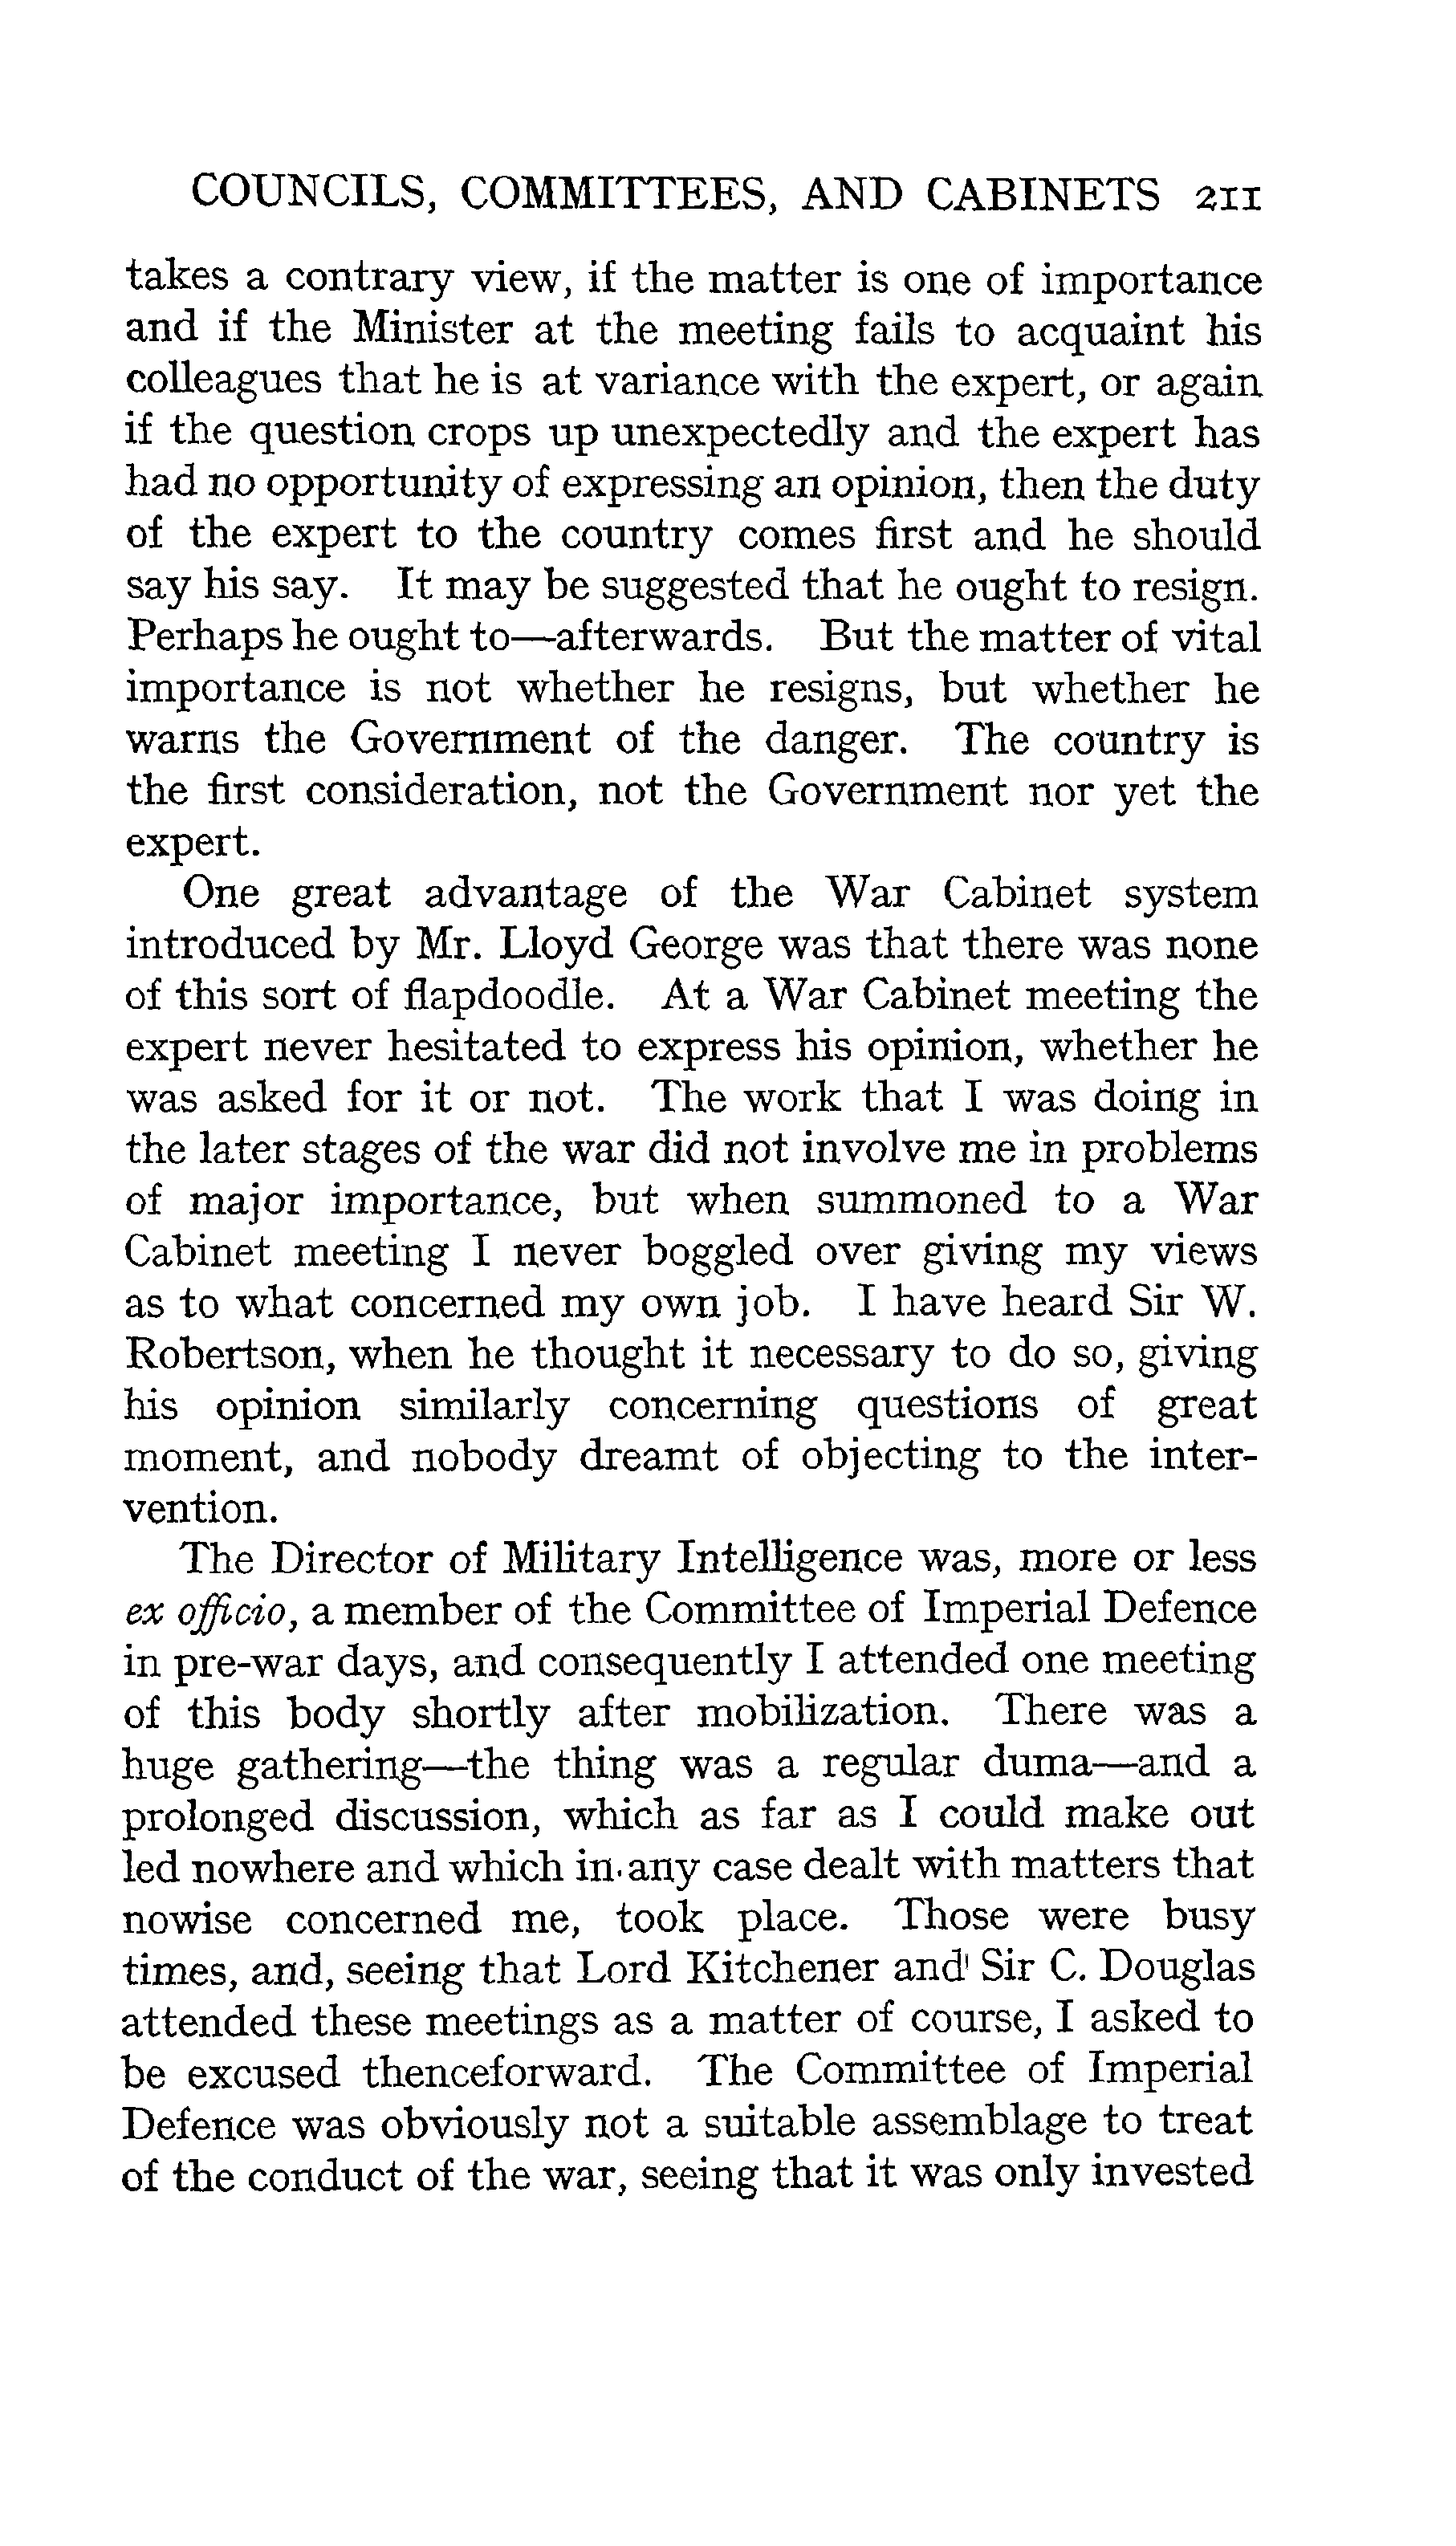 COUNCILS, COMMITTEES, AND CABINETS 211
takes a contrary view, if the matter is one of importance
and if the Minister at the meeting fails to acquaint his
colleagues that he is at variance with the expert, or again
if the question crops up unexpectedly and the expert has
had no opportunity of expressing an opinion, then the duty
of the expert to the country comes first and he should
say his say. It may be suggested that he ought to resign.
Perhaps he ought to—afterwards. But the matter of vital
importance is not whether he resigns, but whether he
warns the Government of the danger. The country is
the first consideration, not the Government nor yet the
expert.
One great advantage of the War Cabinet system
introduced by Mr. Lloyd George was that there was none
of this sort of flapdoodle. At a War Cabinet meeting the
expert never hesitated to express his opinion, whether he
was asked for it or not. The work that I was doing in
the later stages of the war did not involve me in problems
of major importance, but when summoned to a War
Cabinet meeting I never boggled over giving my views
as to what concerned my own job. I have heard Sir W.
Robertson, when he thought it necessary to do so, giving
his opinion similarly concerning questions of great
moment, and nobody dreamt of objecting to the inter-
vention.
The Director of Military Intelligence was, more or less
ex officio, a member of the Committee of Imperial Defence
in pre-war days, and consequently I attended one meeting
of this body shortly after mobilization. There was a
huge gathering—the thing was a regular duma—and a
prolonged discussion, which as far as I could make out
led nowhere and which in any case dealt with matters that
nowise concerned me, took place. Those were busy
times, and, seeing that Lord Kitchener and Sir C. Douglas
attended these meetings as a matter of course, I asked to
be excused thenceforward. The Committee of Imperial
Defence was obviously not a suitable assemblage to treat
of the conduct of the war, seeing that it was only invested